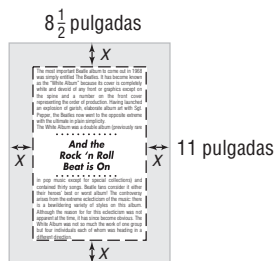 8 1/2 pulgadas
X
The most important Beatle album to come out in 1968
was simply entitled The Beatles. It has become known
as the "White Album" because its cover is completely
white and devoid of any front or graphics except on
the spine and a number on the front cover
representing the order of production. Having launched
an explosion of garish, elaborate album art with Sgt.
Pepper, the Beatles now went to the opposite extreme
with the ultimate in plain simplicity.
The White Album was a double album (previously rare
And the
Rock 'n Roll
Beat is On
X
X
11 pulgadas
in pop music except for special collections) and
contained thirty songs. Beatle fans consider it either
their heroes' best or worst album! The controversy
arises from the extreme eclecticism of the music: there
is a bewildering variety of styles on this album.
Although the reason for this eclecticism was not
apparent at the time, it has since become obvious. The
White Album was not so much the work of one group
but four individuals each of whom was heading in a
different direction.
X